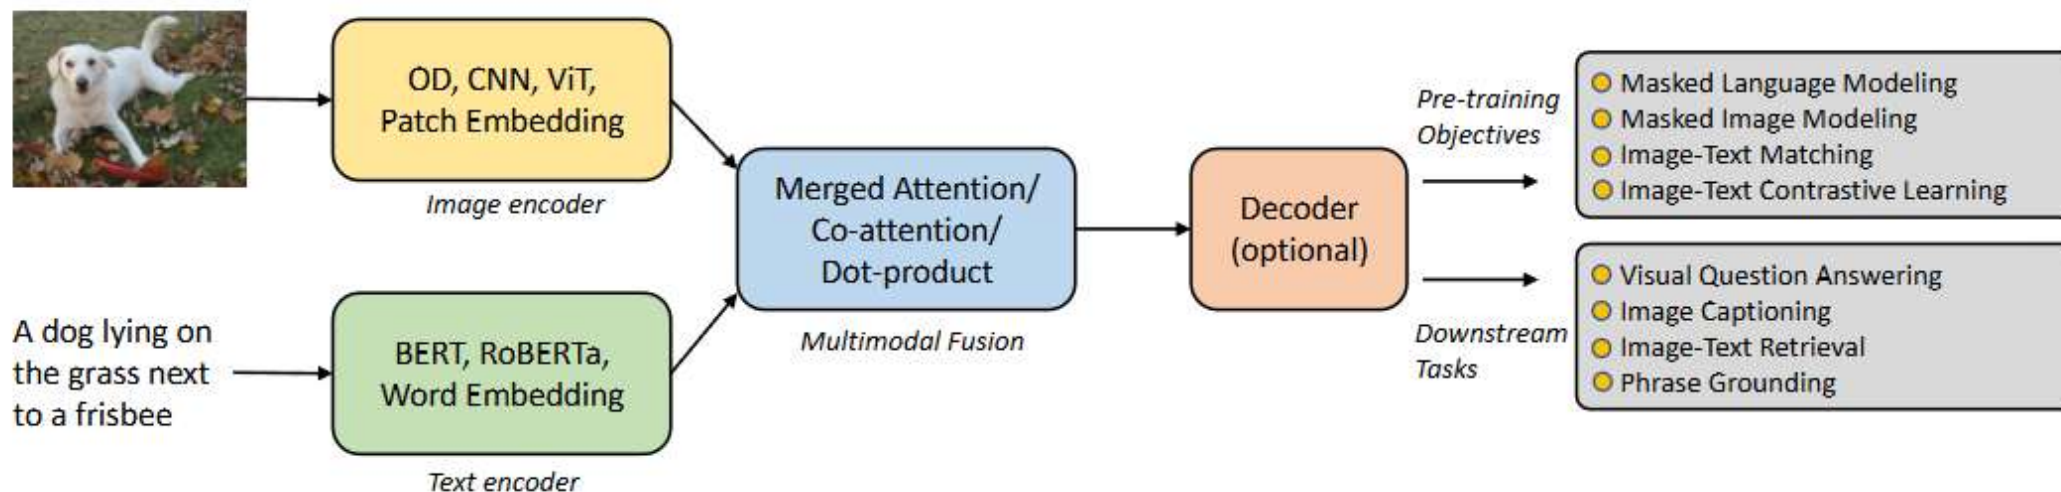 OD, CNN, ViT,
Patch Embedding
Image encoder
A dog lying on
the grass next
to a frisbee
BERT, RoBERTa,
Word Embedding
Text encoder
Merged Attention/
Co-attention/
Dot-product
Multimodal Fusion
Decoder
(optional)
Pre-training
Objectives
Masked Language Modeling
Masked Image Modeling
Image-Text Matching
Image-Text Contrastive Learning
Downstream
Tasks
Visual Question Answering
Image Captioning
Image-Text Retrieval
Phrase Grounding